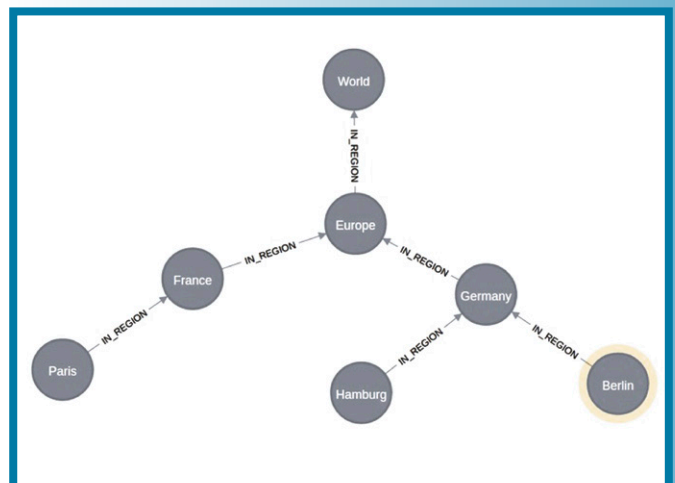 World
IN_REGION
Europe
IN_REGION
IN_REGION
France
Germany
IN_REGION
IN_REGION
IN_REGION
Paris
Hamburg
Berlin